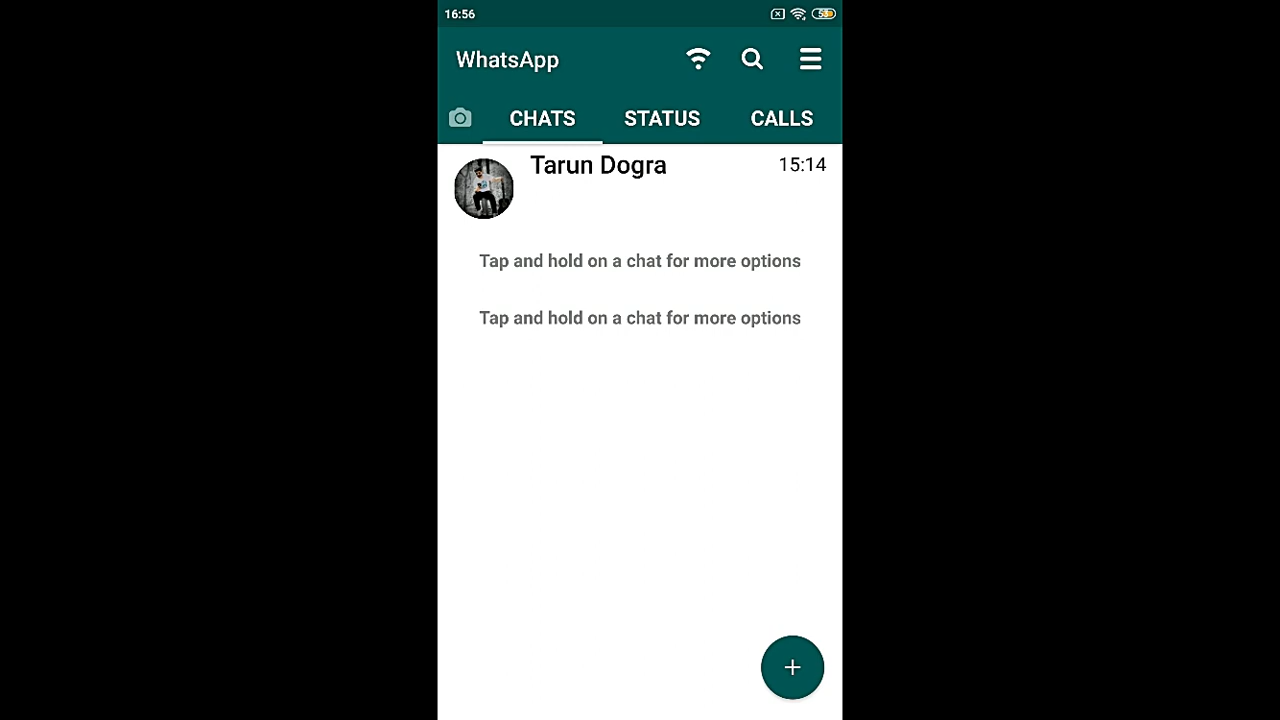 16:56
WhatsApp
CHATS STATUS CALLS
Tarun Dogra 15:14
Tap and hold on a chat for more options
Tap and hold on a chat for more options